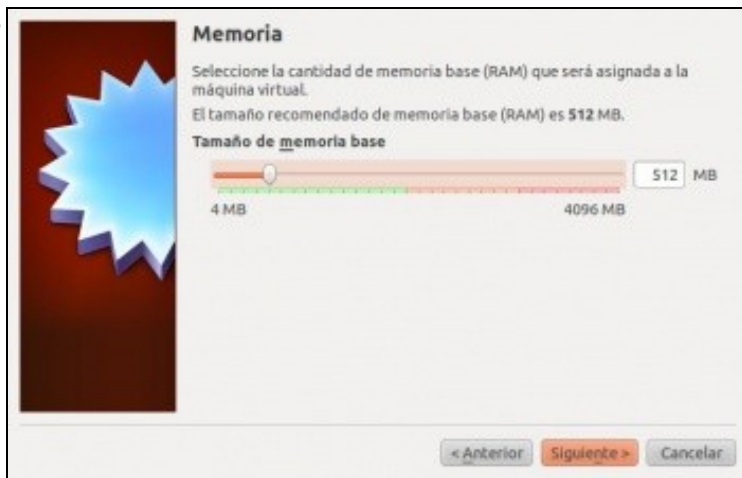 Memoria
Seleccione la cantidad de memoria base (RAM) que será asignada a la
máquina virtual.
El tamaño recomendado de memoria base (RAM) es 512 MB.
Tamaño de memoria base
512 MB
4 MB 4096 MB
< Anterior Siguiente > Cancelar